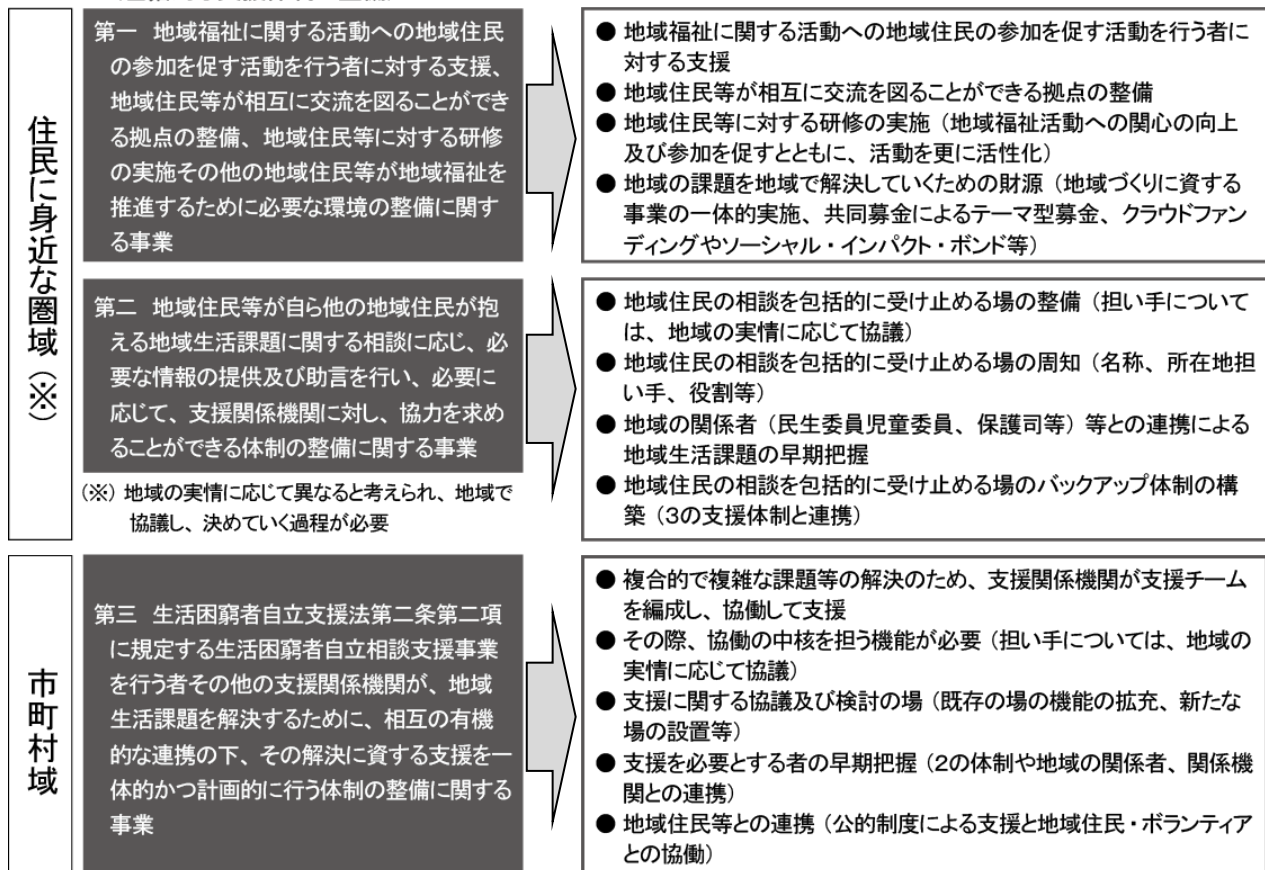 住民に身近な圏域（※）
第一　地域福祉に関する活動への地域住民
の参加を促す活動を行う者に対する支援、
地域住民等が相互に交流を図ることができ
る拠点の整備、地域住民等に対する研修
の実施その他の地域住民等が地域福祉を
推進するために必要な環境の整備に関す
る事業
● 地域福祉に関する活動への地域住民の参加を促す活動を行う者に
対する支援
● 地域住民等が相互に交流を図ることができる拠点の整備
● 地域住民等に対する研修の実施（地域福祉活動への関心の向上
及び参加を促すとともに、活動を更に活性化）
● 地域の課題を地域で解決していくための財源（地域づくりに資する
事業の一体的実施、共同募金によるテーマ型募金、クラウドファン
ディングやソーシャル・インパクト・ボンド等）
第二　地域住民等が自ら他の地域住民が抱
える地域生活課題に関する相談に応じ、必
要な情報の提供及び助言を行い、必要に
応じて、支援関係機関に対し、協力を求め
ることができる体制の整備に関する事業
（※）地域の実情に応じて異なると考えられ、地域で
協議し、決めていく過程が必要
● 地域住民の相談を包括的に受け止める場の整備（担い手について
は、地域の実情に応じて協議）
● 地域住民の相談を包括的に受け止める場の周知（名称、所在地担
い手、役割等）
● 地域の関係者（民生委員児童委員、保護司等）等との連携による
地域生活課題の早期把握
● 地域住民の相談を包括的に受け止める場のバックアップ体制の構
築（3の支援体制と連携）
市町村域
第三　生活困窮者自立支援法第二条第二項
に規定する生活困窮者自立相談支援事業
を行う者その他の支援関係機関が、地域
生活課題を解決するために、相互の有機
的な連携の下、その解決に資する支援を一
体的かつ計画的に行う体制の整備に関する
事業
● 複合的で複雑な課題等の解決のため、支援関係機関が支援チーム
を編成し、協働して支援
● その際、協働の中核を担う機能が必要（担い手については、地域の
実情に応じて協議）
● 支援に関する協議及び検討の場（既存の場の機能の拡充、新たな
場の設置等）
● 支援を必要とする者の早期把握（2の体制や地域の関係者、関係機
関との連携）
● 地域住民等との連携（公的制度による支援と地域住民・ボランティア
との協働）